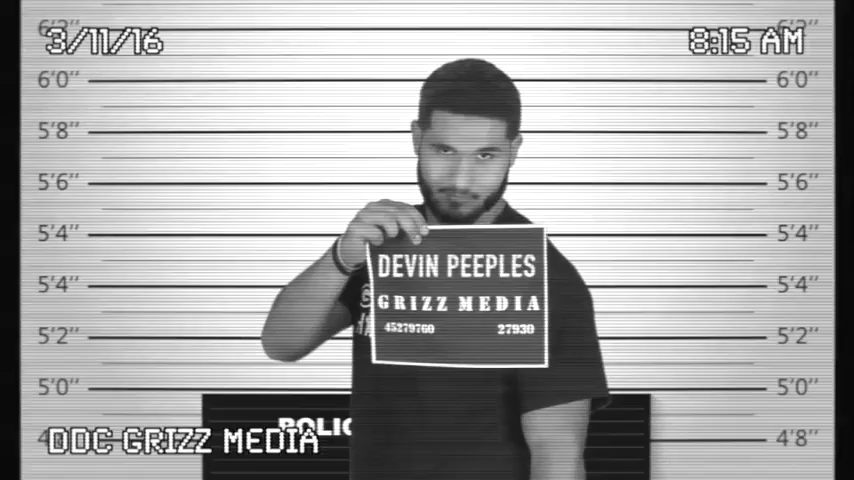 3/11/16
8:15 AM
6'0" 6'0"
5'8" 5'8"
5'6" 5'6"
5'4" 5'4"
5'4" 5'4"
5'2" 5'2"
5'0" 5'0"
4'8"
DEVIN PEEPLES
GRIZZ MEDIA
45279760 27930
POLIC
DDC GRIZZ MEDIA